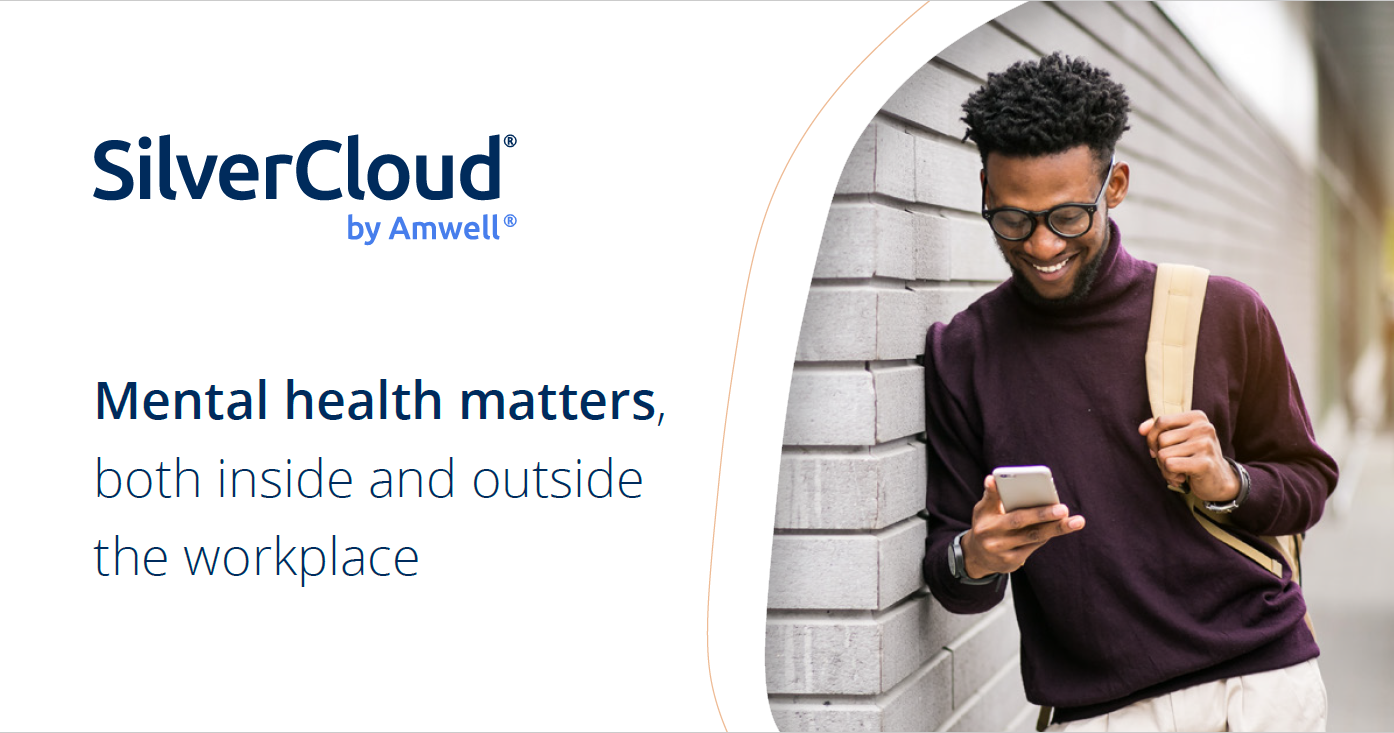 SilverCloud®
by Amwell®
Mental health matters,
both inside and outside
the workplace